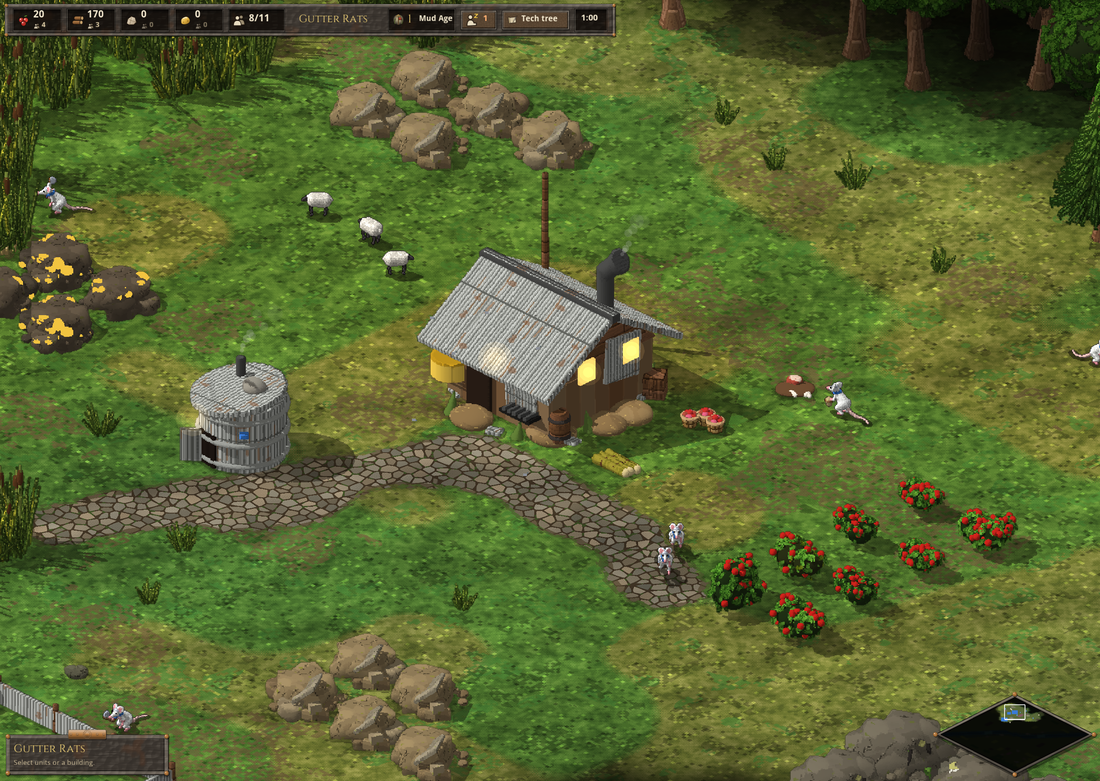 20 170 0 0 8/11 GUTTER RATS Mud Age 1 Tech tree 1:00
4 3 0 0
GUTTER RATS
Select units or a building.